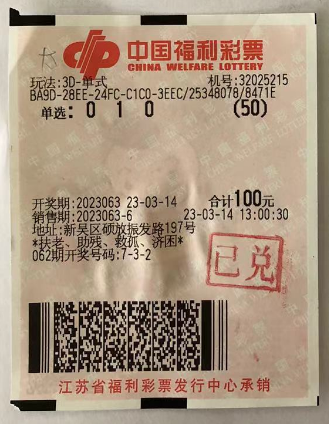 中国福利彩票
CHINA WELFARE LOTTERY
玩法:3D-单式 机号:32025215
BA9D-28EE-24FC-C1C0-3EEC/25348078/8471E
单选: 0 1 0 (50)
开奖期:2023063 23-03-14 合计100元
销售期:2023063-6 23-03-14 13:00:30
地址:新吴区硕放振发路197号
*扶老、助残、救孤、济困*
062期开奖号码:7-3-2
已兑
江苏省福利彩票发行中心承销